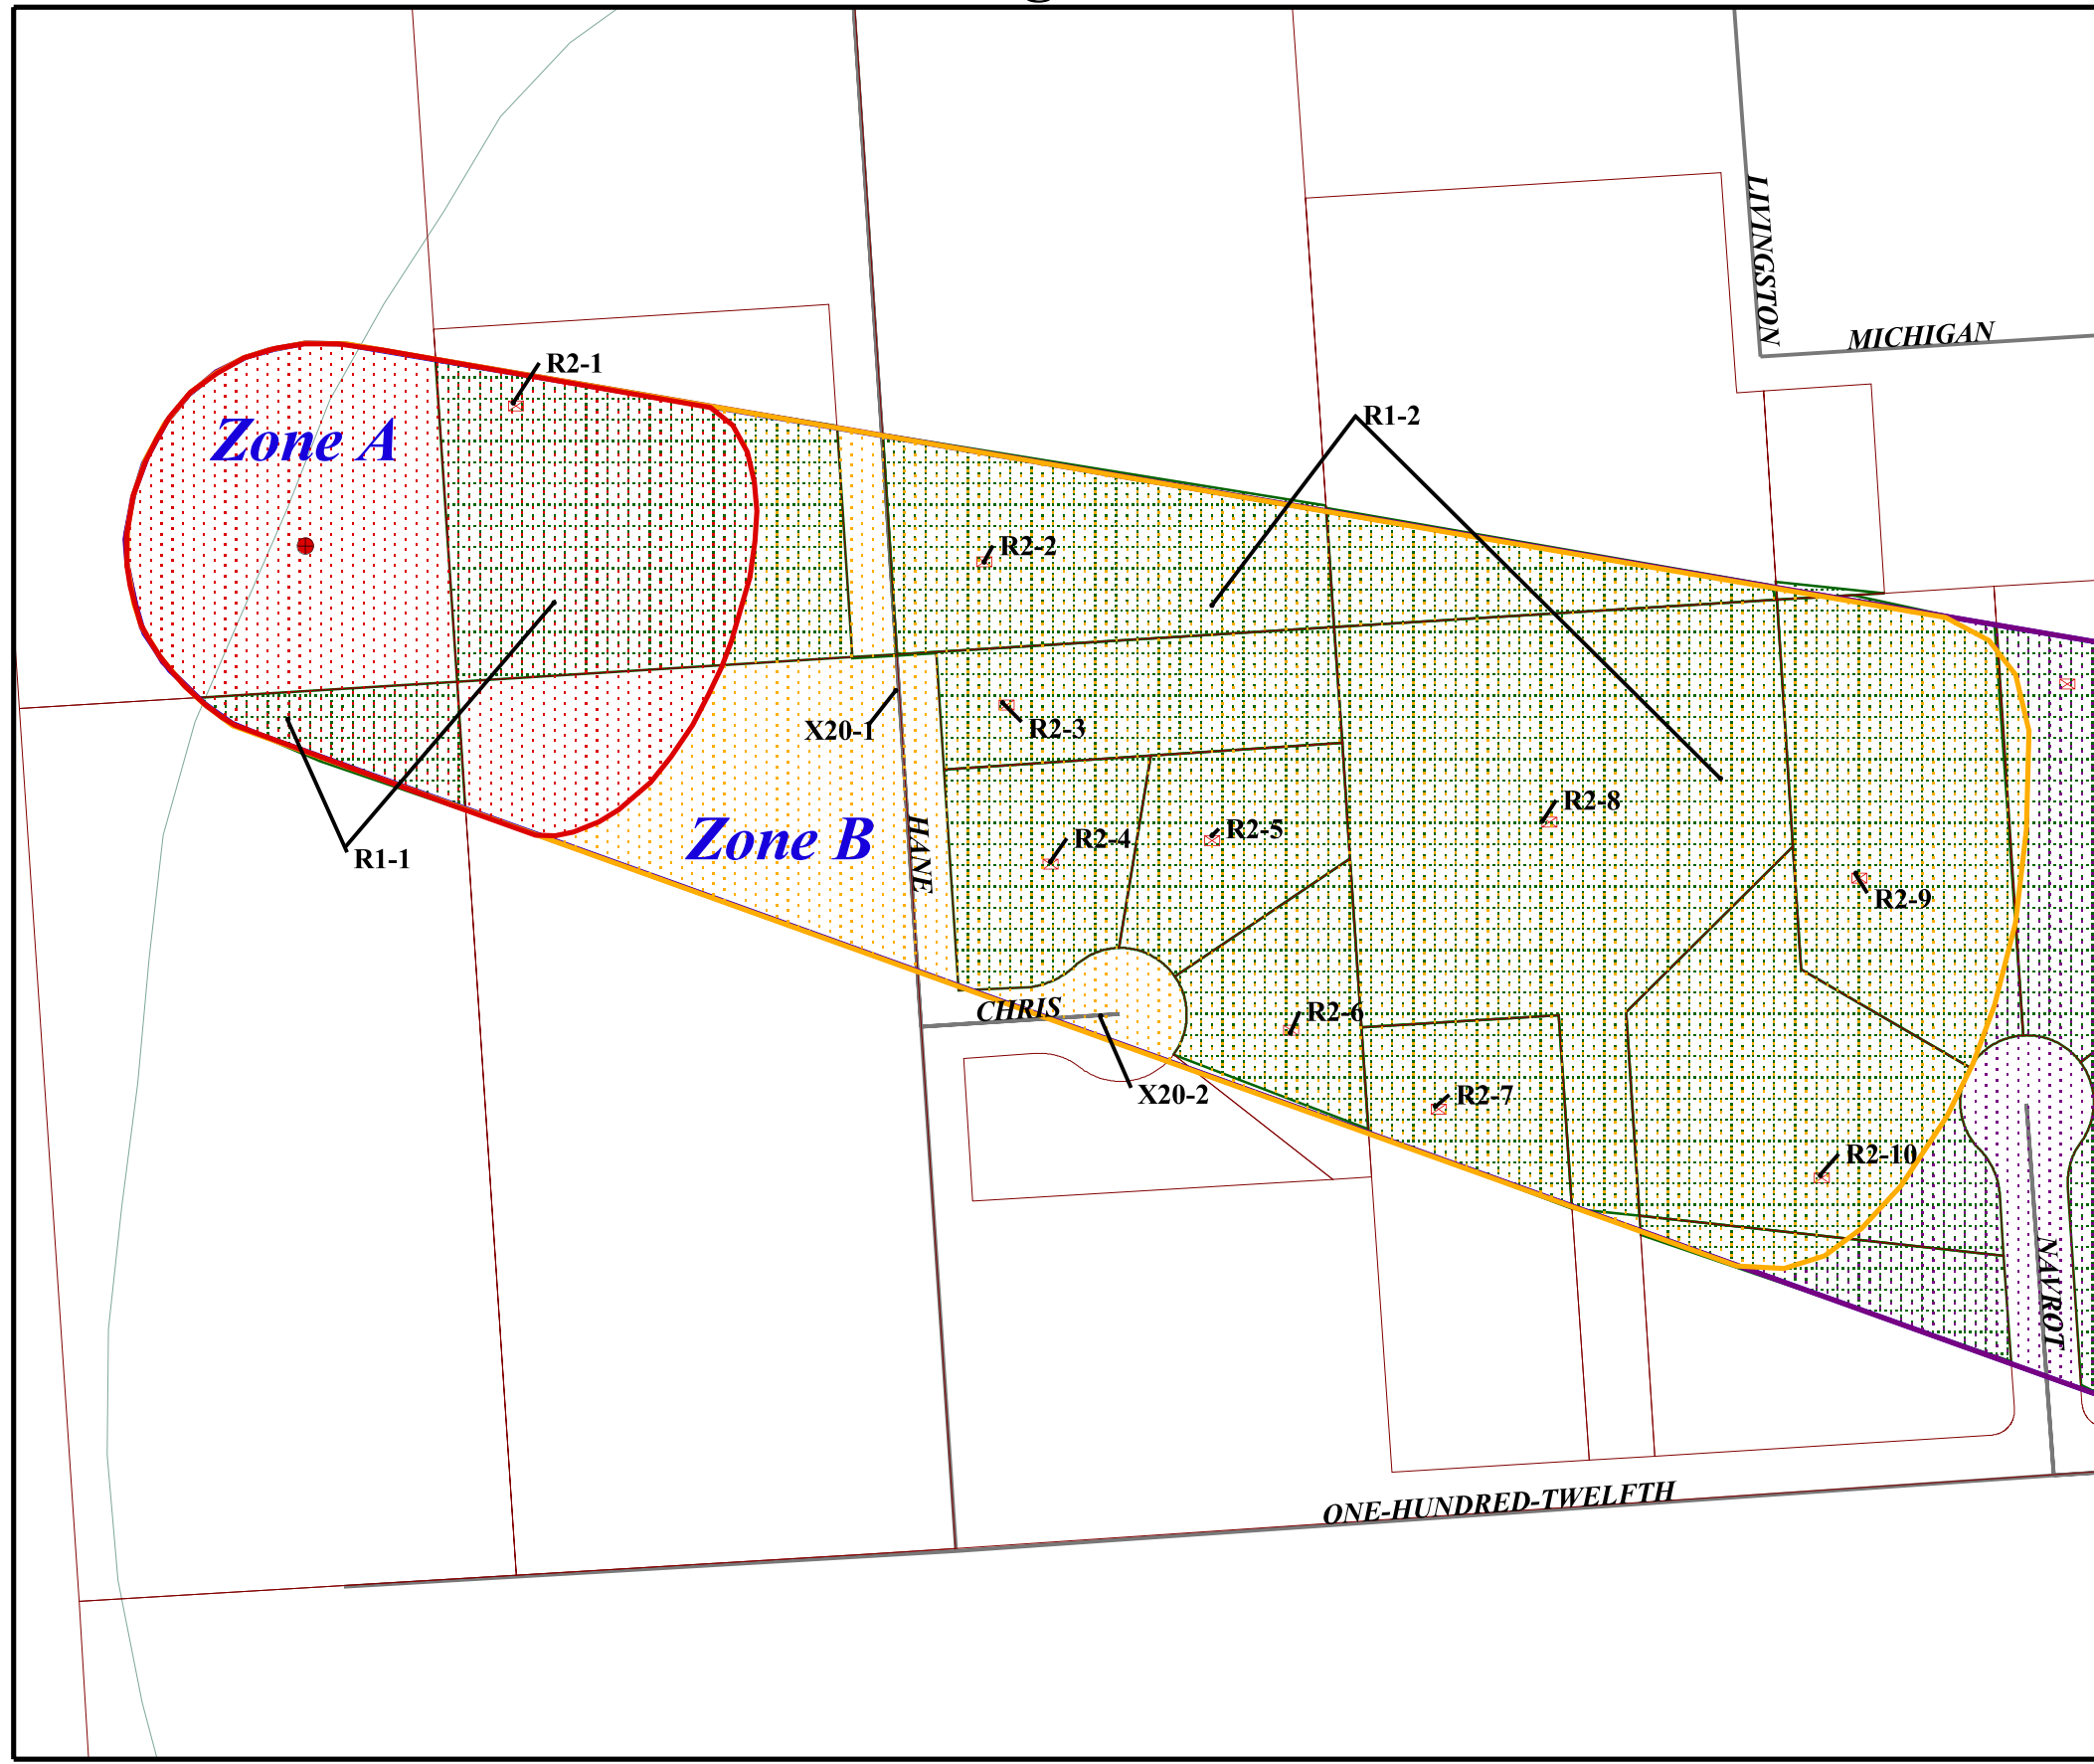 LIVINGSTON
MICHIGAN
R2-1
R1-2
Zone A
R2-2
X20-1
R2-3
R2-8
R2-5
Zone B
R2-4
HANE
R1-1
R2-9
CHRIS
R2-6
X20-2
R2-7
R2-10
NAVROT
ONE-HUNDRED-TWELFTH